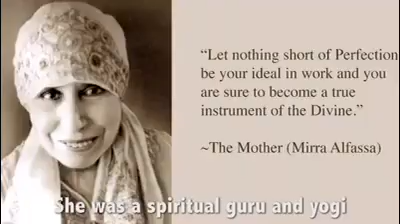 “Let nothing short of Perfection
be your ideal in work and you
are sure to become a true
instrument of the Divine.”
~The Mother (Mirra Alfassa)
She was a spiritual guru and yogi